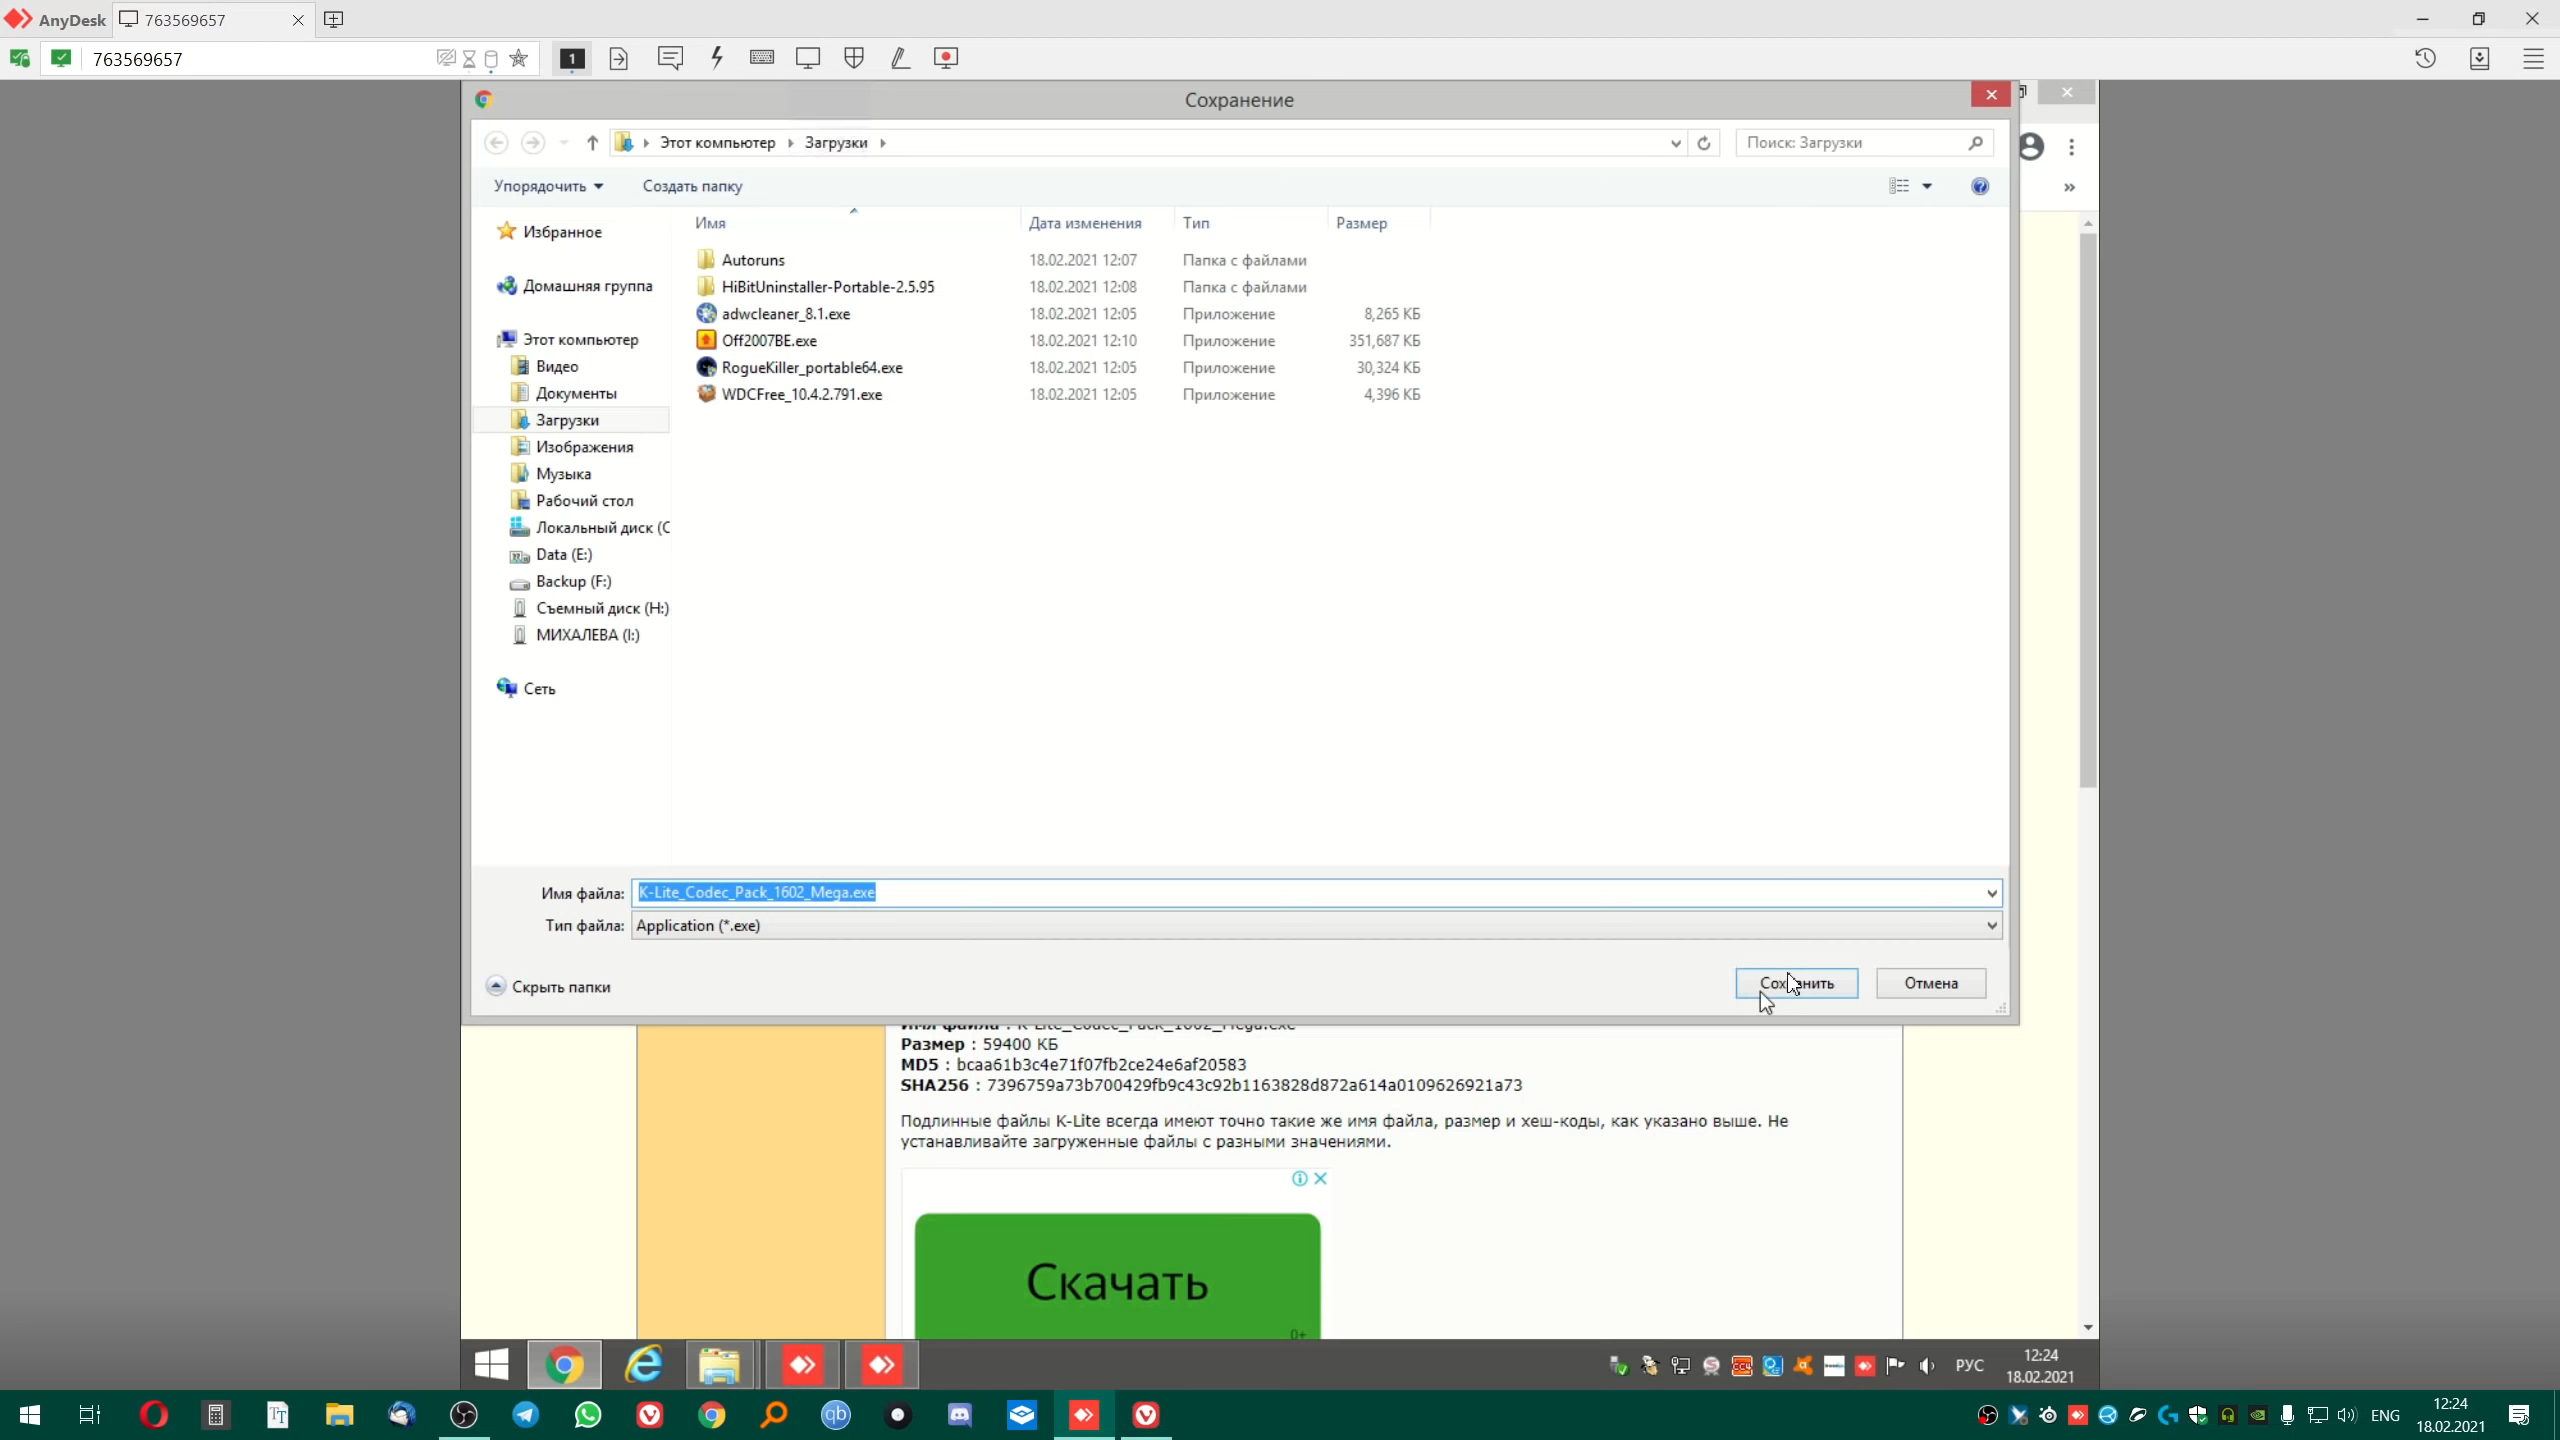 AnyDesk 763569657
763569657 1
Сохранение
Этот компьютер Загрузки Поиск: Загрузки
Упорядочить Создать папку »
Имя Дата изменения Тип Размер
Избранное
Домашняя группа
Этот компьютер
Видео
Документы
Загрузки
Изображения
Музыка
Рабочий стол
Локальный диск (C
Data (E:)
Backup (F:)
Съемный диск (H:)
МИХАЛЕВА (I:)
Сеть
Autoruns 18.02.2021 12:07 Папка с файлами
HiBitUninstaller-Portable-2.5.95 18.02.2021 12:08 Папка с файлами
adwcleaner_8.1.exe 18.02.2021 12:05 Приложение 8,265 КБ
Off2007BE.exe 18.02.2021 12:10 Приложение 351,687 КБ
RogueKiller_portable64.exe 18.02.2021 12:05 Приложение 30,324 КБ
WDCFree_10.4.2.791.exe 18.02.2021 12:05 Приложение 4,396 КБ
Имя файла: K-Lite_Codec_Pack_1602_Mega.exe
Тип файла: Application (*.exe)
Скрыть папки Сохранить Отмена
Имя файла : K-Lite_Codec_Pack_1602_Mega.exe
Размер : 59400 КБ
MD5 : bcaa61b3c4e71f07fb2ce24e6af20583
SHA256 : 7396759a73b700429fb9c43c92b1163828d872a614a0109626921a73
Подлинные файлы K-Lite всегда имеют точно такие же имя файла, размер и хеш-коды, как указано выше. Не
устанавливайте загруженные файлы с разными значениями.
Скачать
0+
РУС 12:24
18.02.2021
ENG 12:24
18.02.2021